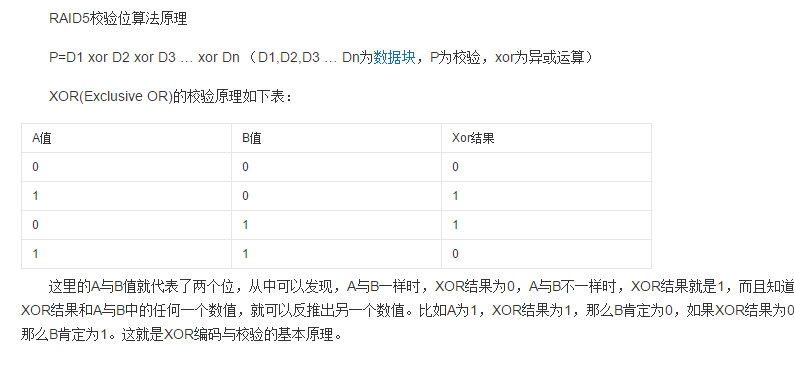 RAID5校验位算法原理
P=D1 xor D2 xor D3 … xor Dn （D1,D2,D3 … Dn为数据块，P为校验，xor为异或运算）
XOR(Exclusive OR)的校验原理如下表：
A值 B值 Xor结果
0 0 0
1 0 1
0 1 1
1 1 0
这里的A与B值就代表了两个位，从中可以发现，A与B一样时，XOR结果为0，A与B不一样时，XOR结果就是1，而且知道
XOR结果和A与B中的任何一个数值，就可以反推出另一个数值。比如A为1，XOR结果为1，那么B肯定为0，如果XOR结果为0
那么B肯定为1。这就是XOR编码与校验的基本原理。